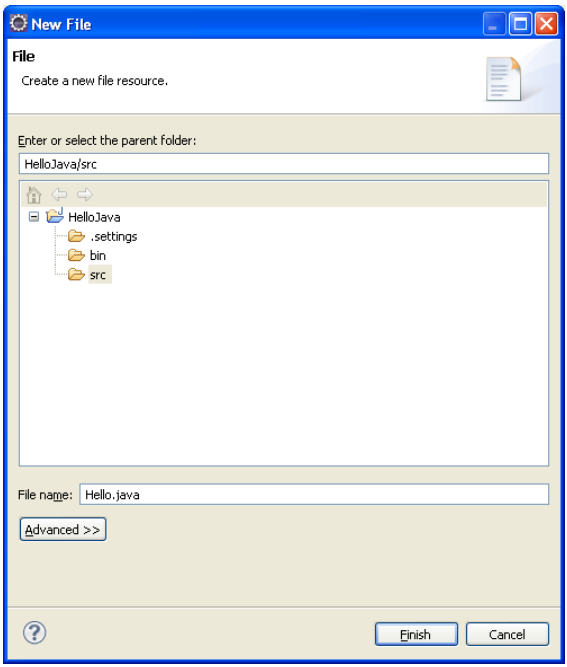 New File
File
Create a new file resource.
Enter or select the parent folder:
HelloJava/src
HelloJava
.settings
bin
src
File name: Hello.java
Advanced >>
Finish Cancel